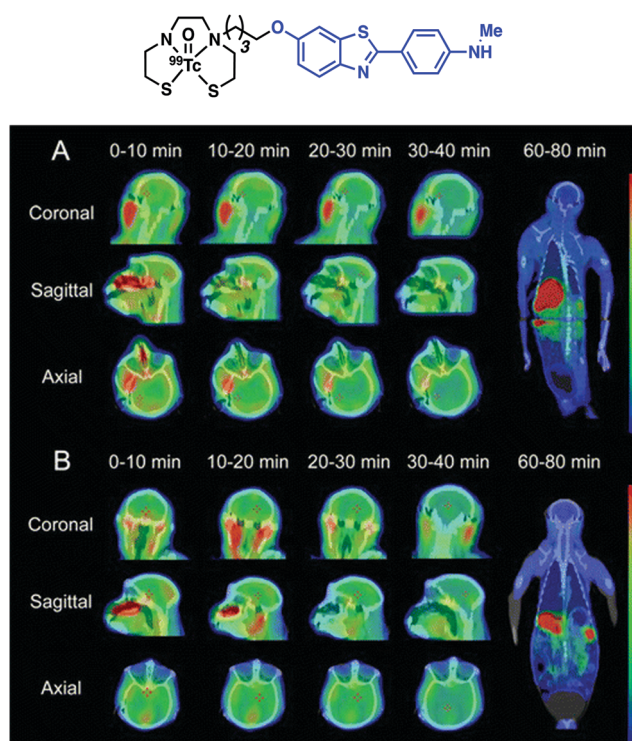 O
99Tc
N
N
S
S
3
O
S
N
Me
NH
A
0-10 min 10-20 min 20-30 min 30-40 min 60-80 min
Coronal
Sagittal
Axial
B
0-10 min 10-20 min 20-30 min 30-40 min 60-80 min
Coronal
Sagittal
Axial